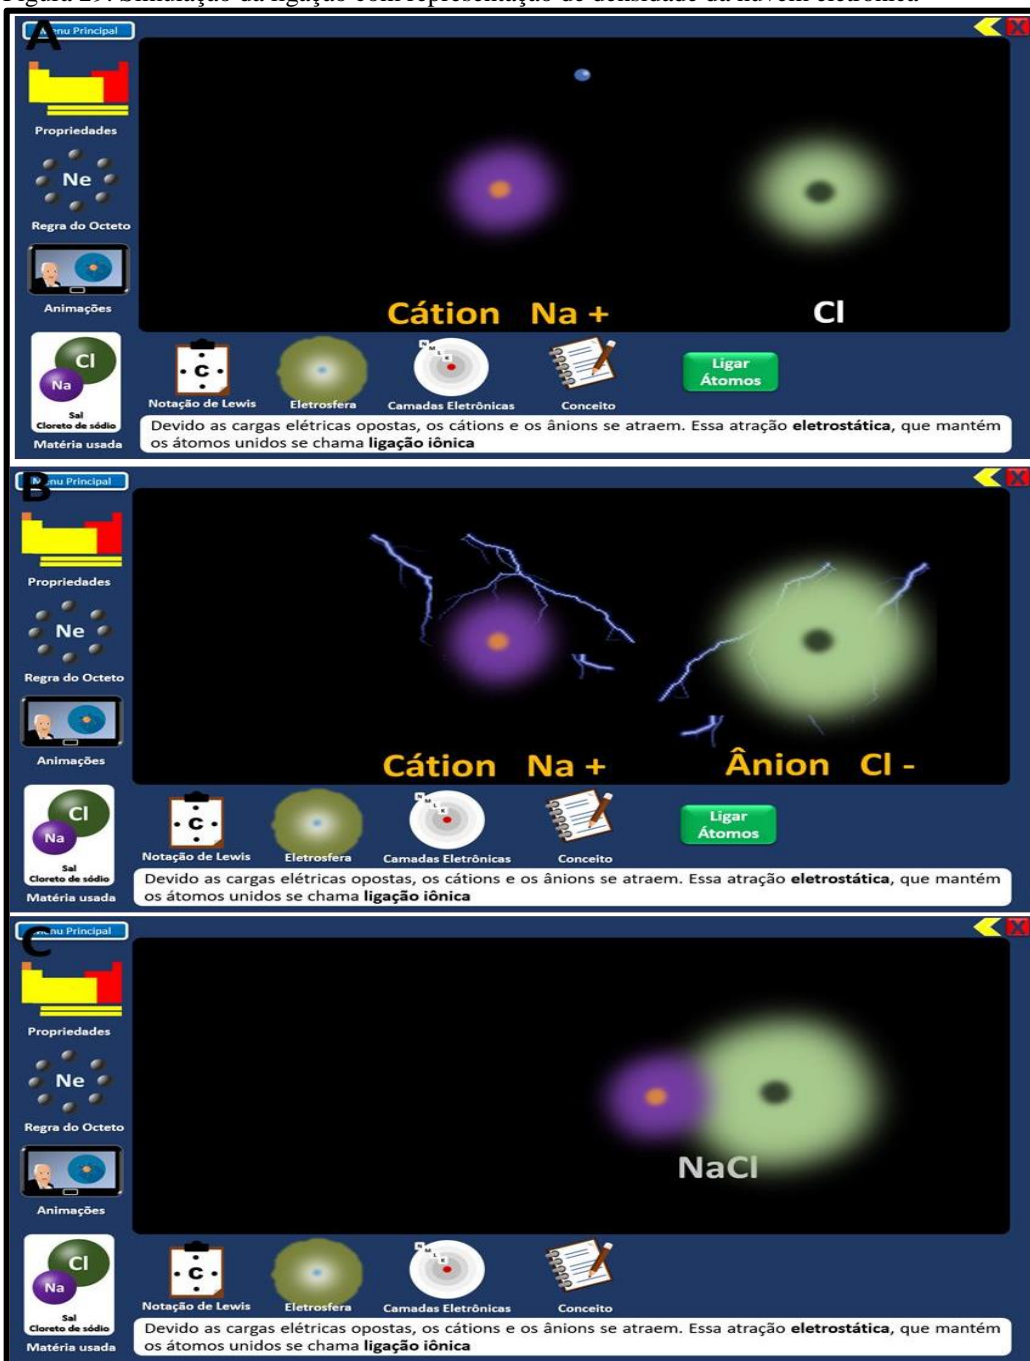 Figura 29: Simulação da ligação com representação de densidade da nuvem eletrônica
A
Menu Principal
X
Propriedades
Ne
Regra do Octeto
Animações
Cl
Na
Sal
Cloreto de sódio
Matéria usada
Cátion Na +
Cl
C
Notação de Lewis
Eletrosfera
N M L K
Camadas Eletrônicas
Conceito
Ligar
Átomos
Devido as cargas elétricas opostas, os cátions e os ânions se atraem. Essa atração eletrostática, que mantém
os átomos unidos se chama ligação iônica
B
Menu Principal
X
Propriedades
Ne
Regra do Octeto
Animações
Cl
Na
Sal
Cloreto de sódio
Matéria usada
Cátion Na +
Ânion Cl -
C
Notação de Lewis
Eletrosfera
N M L K
Camadas Eletrônicas
Conceito
Ligar
Átomos
Devido as cargas elétricas opostas, os cátions e os ânions se atraem. Essa atração eletrostática, que mantém
os átomos unidos se chama ligação iônica
C
Menu Principal
X
Propriedades
Ne
Regra do Octeto
Animações
Cl
Na
Sal
Cloreto de sódio
Matéria usada
NaCl
C
Notação de Lewis
Eletrosfera
N M L K
Camadas Eletrônicas
Conceito
Devido as cargas elétricas opostas, os cátions e os ânions se atraem. Essa atração eletrostática, que mantém
os átomos unidos se chama ligação iônica